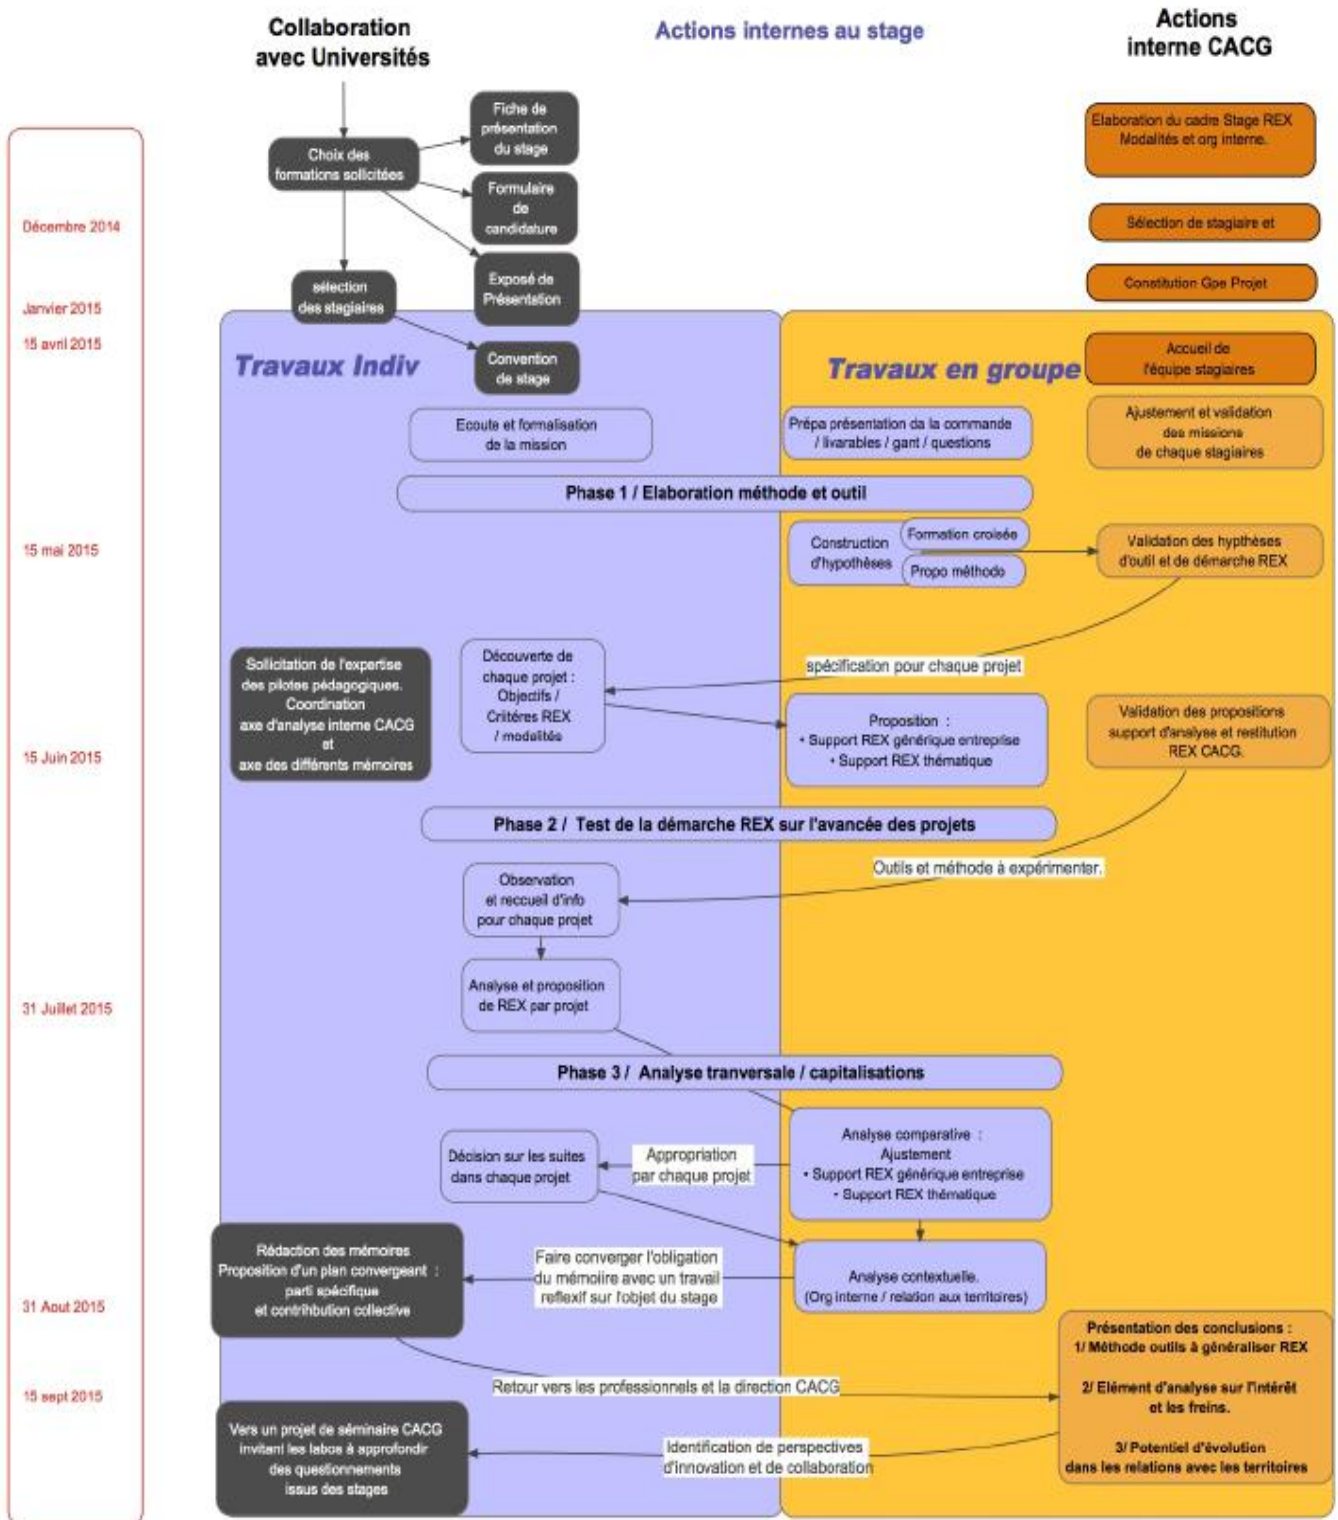 Collaboration
avec Universités
Actions internes au stage
Actions
interne CACG
Fiche de
présentation
du stage
Choix des
formations sollicitées
Formulaire
de
candidature
Exposé de
Présentation
sélection
des stagiaires
Convention
de stage
Elaboration du cadre Stage REX
Modalités et org interne.
Sélection de stagiaire et
Constitution Gpe Projet
Accueil de
l'équipe stagiaires
Décembre 2014
Janvier 2015
15 avril 2015
Travaux Indiv
Travaux en groupe
Ecoute et formalisation
de la mission
Prépa présentation da la commande
/ livarables / gant / questions
Ajustement et validation
des missions
de chaque stagiaires
Phase 1 / Elaboration méthode et outil
15 mai 2015
Construction
d'hypothèses
Formation croisée
Propo méthodo
Validation des hypthèses
d'outil et de démarche REX
spécification pour chaque projet
Sollicitation de l'expertise
des pilotes pédagogiques.
Coordination
axe d'analyse interne CACG
et
axe des différents mémoires
Découverte de
chaque projet :
Objectifs /
Critéres REX
/ modalités
Proposition :
• Support REX générique entreprise
• Support REX thématique
Validation des propositions
support d'analyse et restitution
REX CACG.
15 Juin 2015
Phase 2 / Test de la démarche REX sur l'avancée des projets
Outils et méthode à expérimenter.
Observation
et reccueil d'info
pour chaque projet
Analyse et proposition
de REX par projet
31 Juillet 2015
Phase 3 / Analyse tranversale / capitalisations
Décision sur les suites
dans chaque projet
Appropriation
par chaque projet
Analyse comparative :
Ajustement
• Support REX générique entreprise
• Support REX thématique
Rédaction des mémoires
Proposition d'un plan convergeant :
parti spécifique
et contrihbution collective
Faire converger l'obligation
du mémoiire avec un travail
reflexif sur l'objet du stage
Analyse contextuelle.
(Org interne / relation aux territoires)
31 Aout 2015
Présentation des conclusions :
1/ Méthode outils à généraliser REX
2/ Elément d'analyse sur l'intérêt
et les freins.
3/ Potentiel d'évolution
dans les relations avec les territoires
Retour vers les professionnels et la direction CACG
15 sept 2015
Vers un projet de séminaire CACG
invitant les labos à approfondir
des questionnements
issus des stages
Identification de perspectives
d'innovation et de collaboration